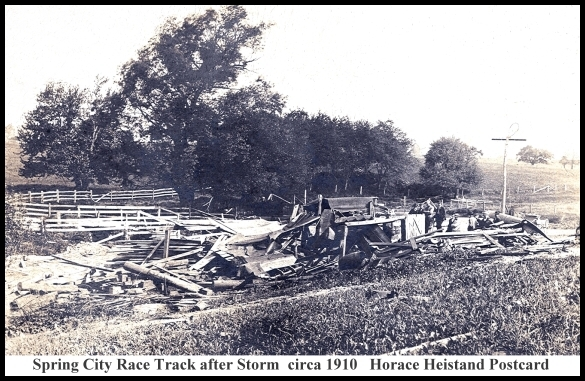 Spring City Race Track after Storm circa 1910 Horace Heistand Postcard